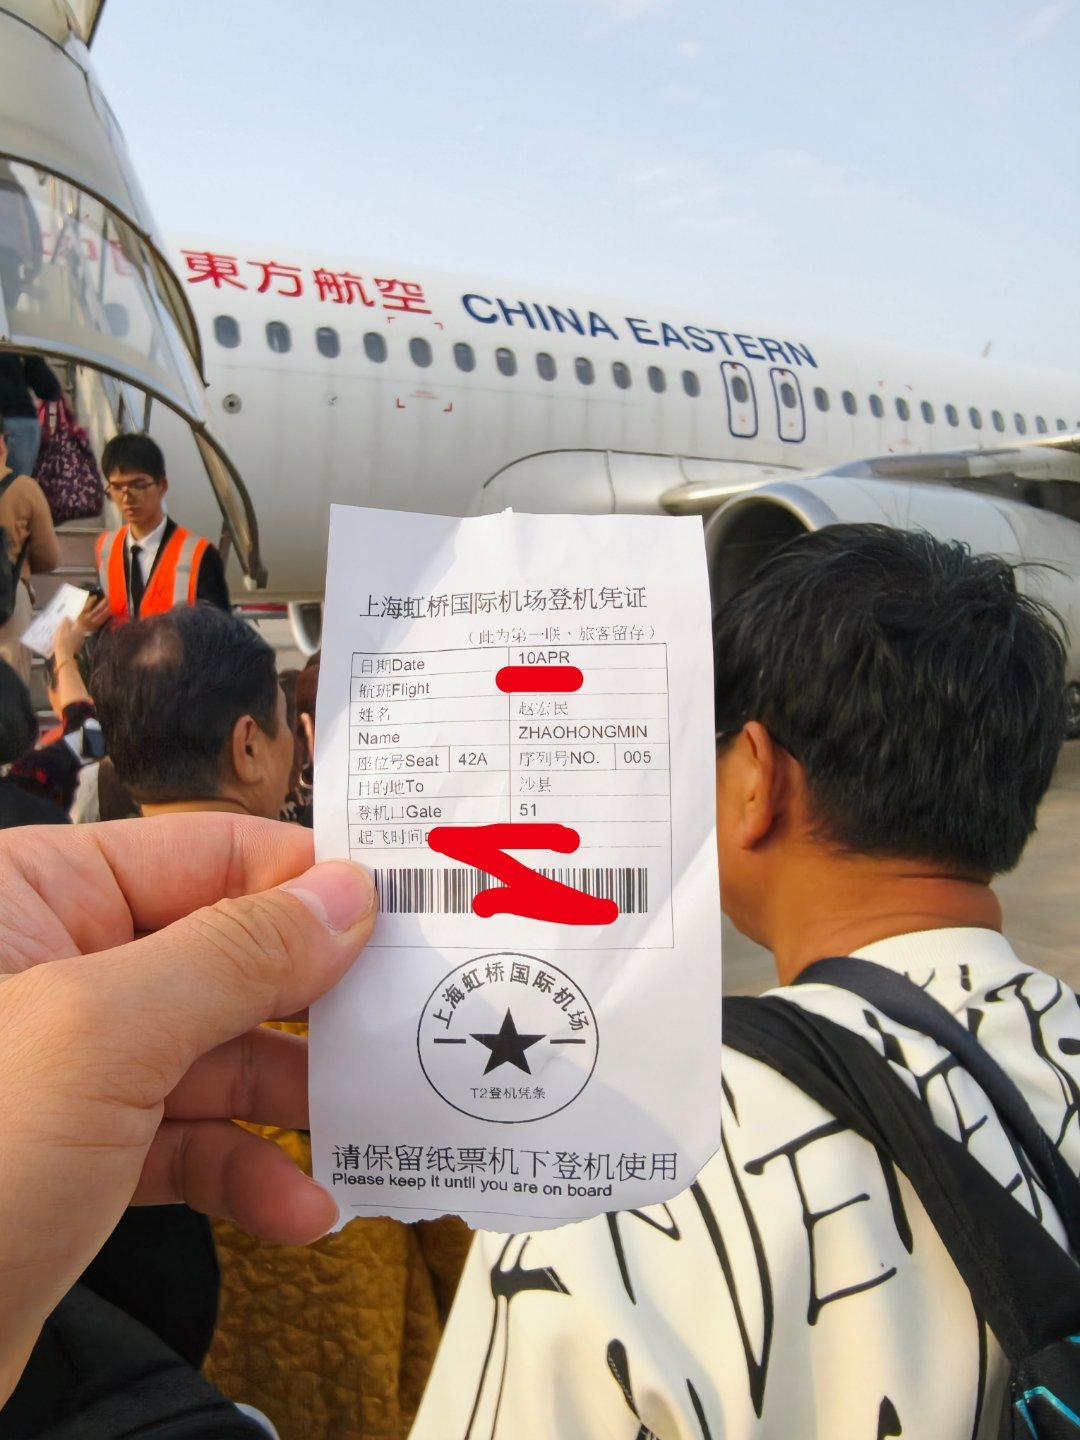 東方航空 CHINA EASTERN
上海虹桥国际机场登机凭证
（此为第一联，旅客留存）
日期Date 10APR
航班Flight
姓名 赵宏民
Name ZHAOHONGMIN
座位号Seat 42A 序列号NO. 005
目的地To 沙县
登机口Gate 51
起飞时间
上海虹桥国际机场
T2登机凭条
请保留纸票机下登机使用
Please keep it until you are on board